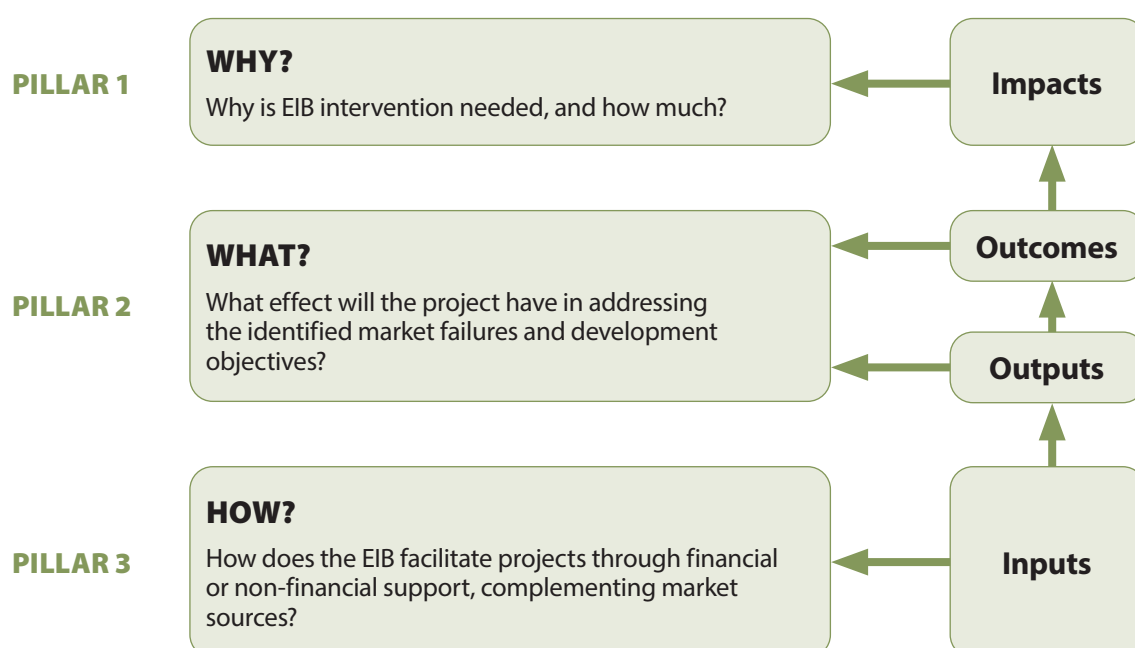 PILLAR 1
WHY?
Why is EIB intervention needed, and how much?
Impacts
PILLAR 2
WHAT?
What effect will the project have in addressing
the identified market failures and development
objectives?
Outcomes
Outputs
PILLAR 3
HOW?
How does the EIB facilitate projects through financial
or non-financial support, complementing market
sources?
Inputs